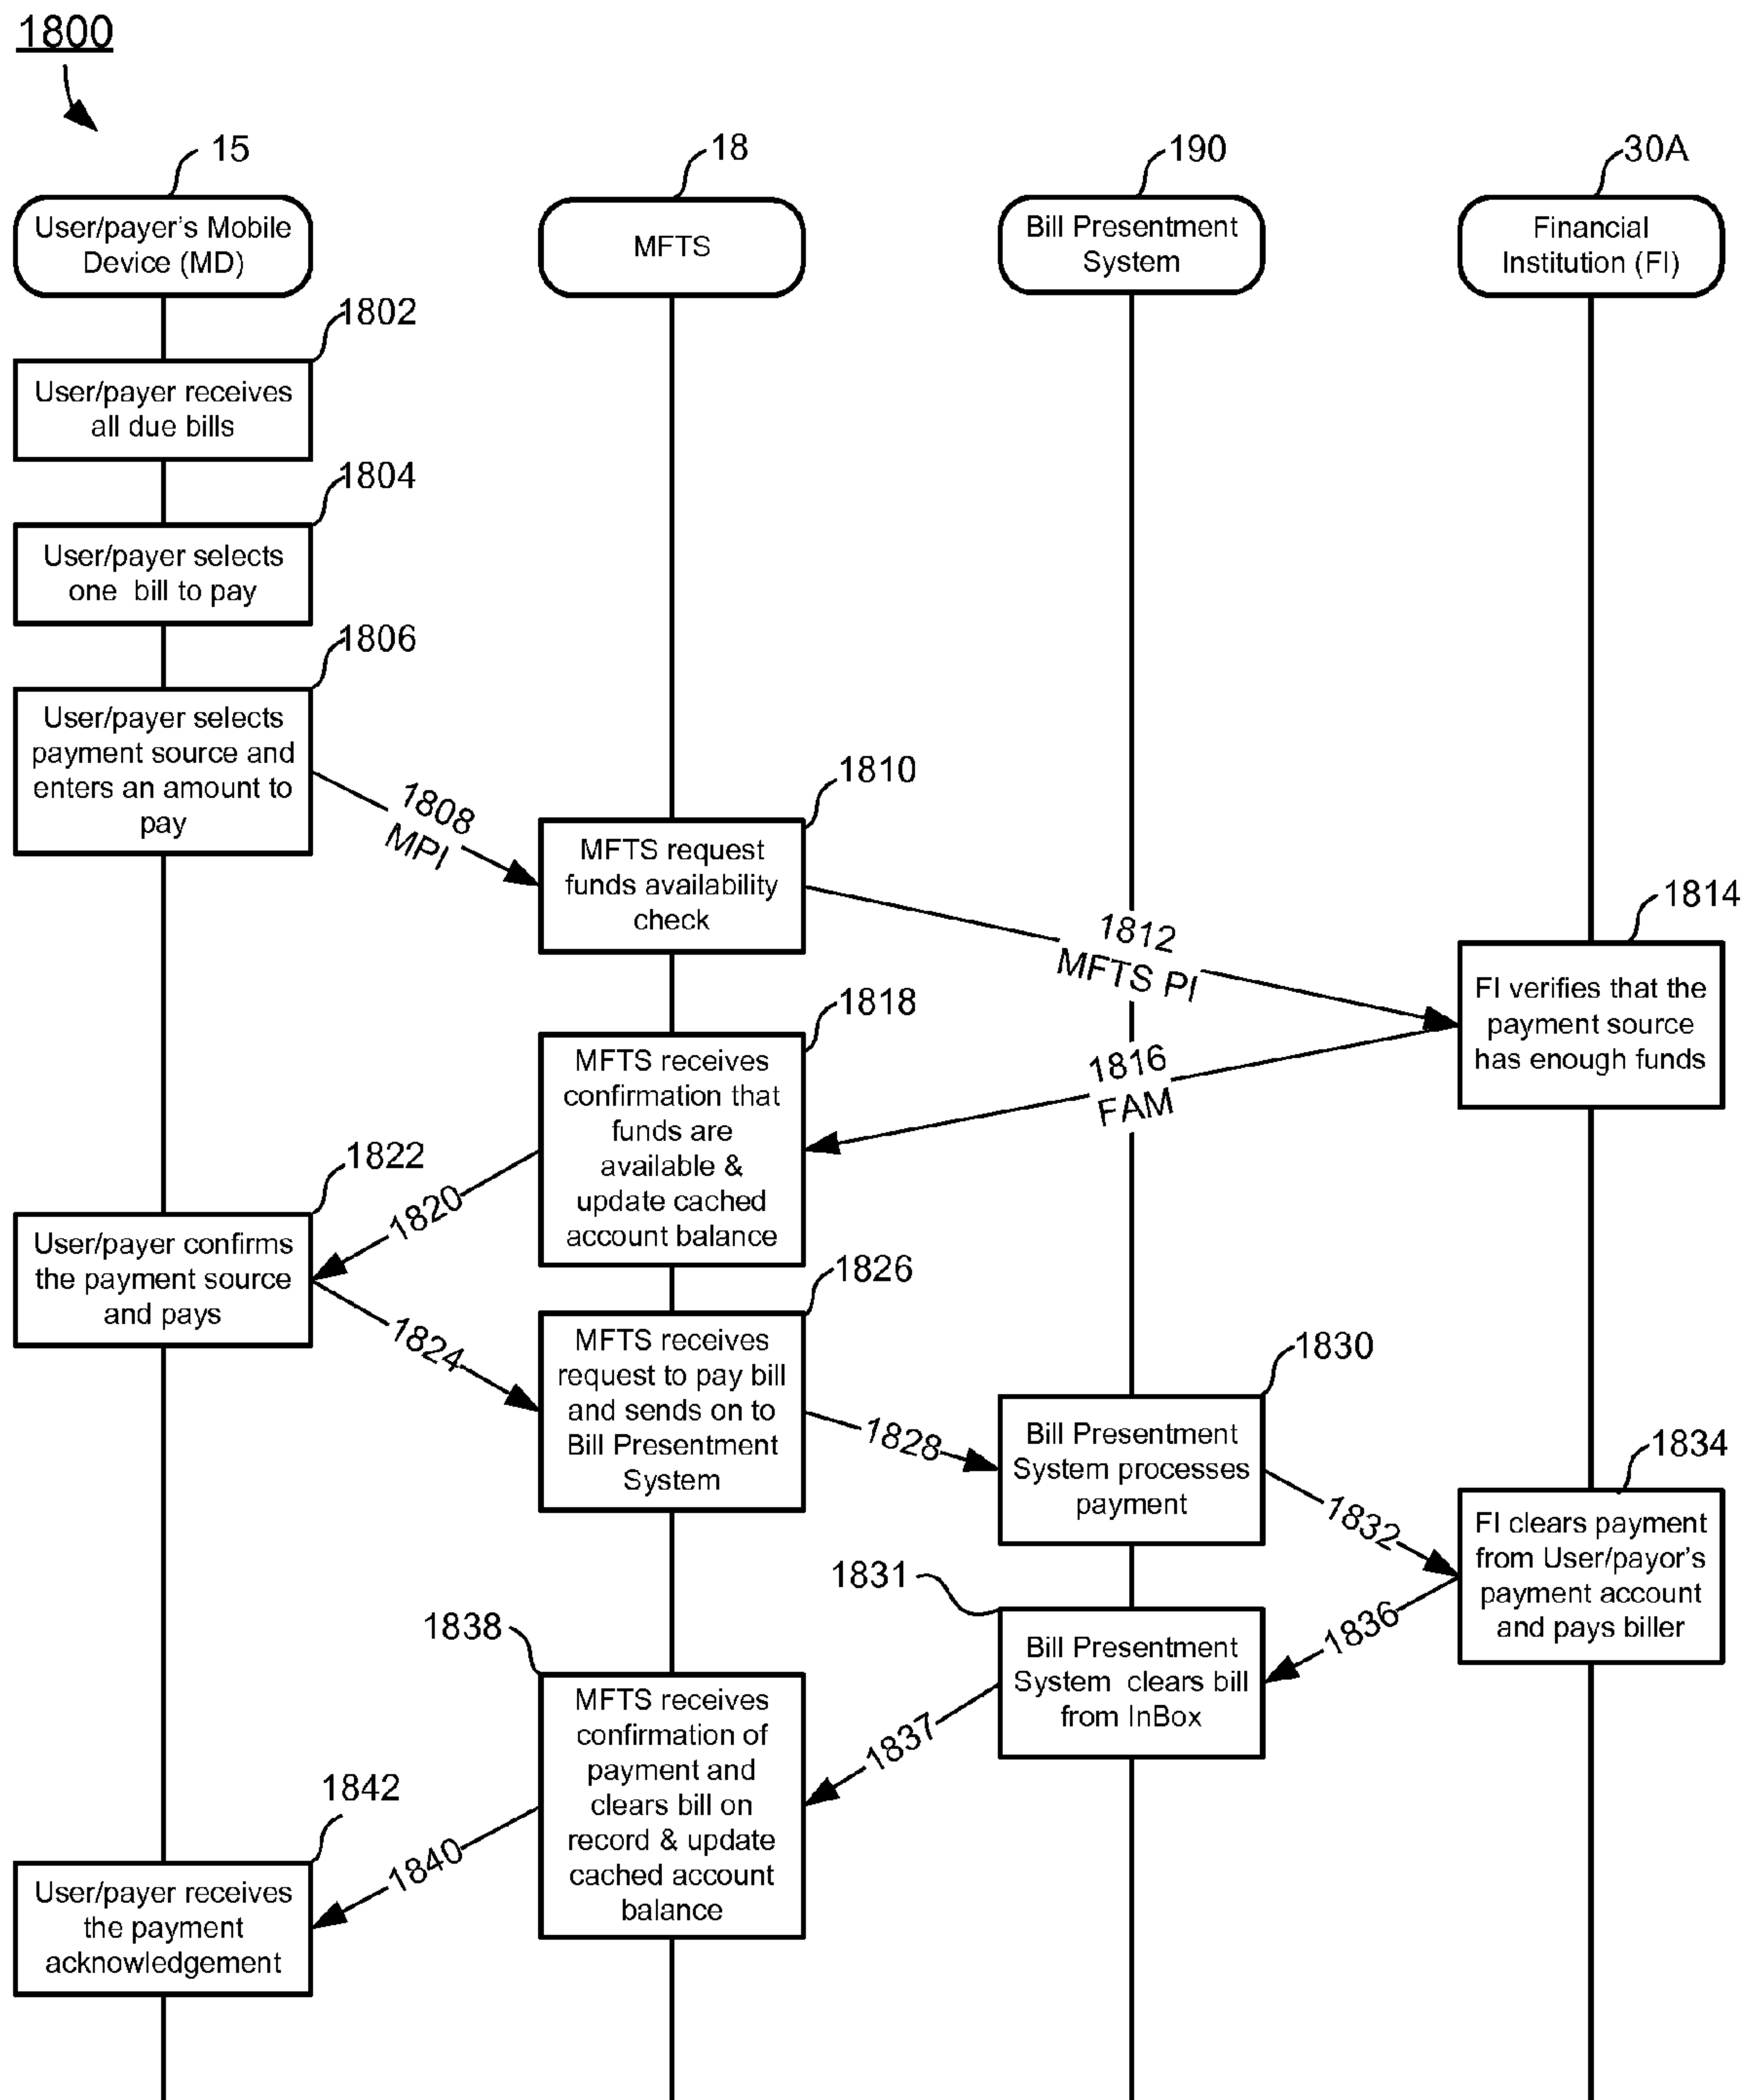 1800
15
18
190
30A
User/payer's Mobile
Device (MD)
MFTS
Bill Presentment
System
Financial
Institution (FI)
1802
User/payer receives
all due bills
1804
User/payer selects
one bill to pay
1806
User/payer selects
payment source and
enters an amount to
pay
1808
MPI
1810
MFTS request
funds availability
check
1812
MFTS PI
1814
FI verifies that the
payment source
has enough funds
1816
FAM
1818
MFTS receives
confirmation that
funds are
available &
update cached
account balance
1820
1822
User/payer confirms
the payment source
and pays
1824
1826
MFTS receives
request to pay bill
and sends on to
Bill Presentment
System
1828
1830
Bill Presentment
System processes
payment
1832
1834
FI clears payment
from User/payor's
payment account
and pays biller
1836
1831
Bill Presentment
System clears bill
from InBox
1837
1838
MFTS receives
confirmation of
payment and
clears bill on
record & update
cached account
balance
1840
1842
User/payer receives
the payment
acknowledgement